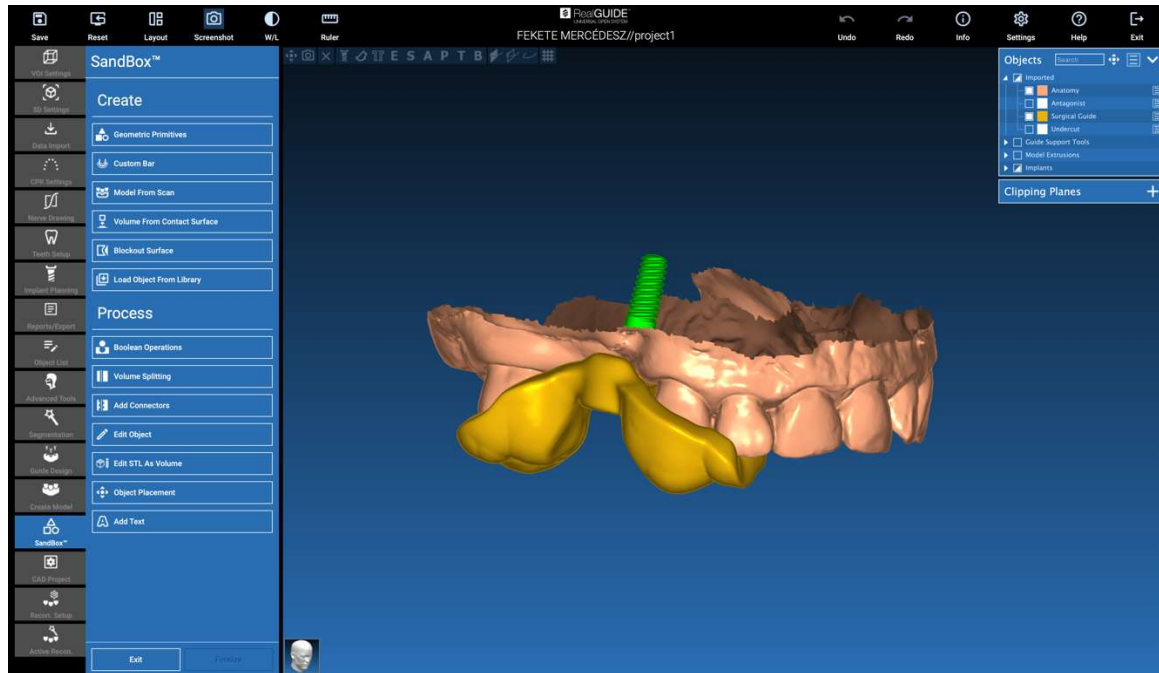 RealGUIDE
UNIVERSAL OPEN SYSTEM
Save
Reset
Layout
Screenshot
W/L
Ruler
FEKETE MERCÉDESZ//project1
Undo
Redo
Info
Settings
Help
Exit
VOI Settings
3D Settings
Data Import
CPR Settings
Nerve Drawing
Teeth Setup
Implant Planning
Reports/Export
Object List
Advanced Tools
Segmentation
Guide Design
Create Model
SandBox™
CAD Project
Recon. Setup
Active Recon.
SandBox™
Create
Geometric Primitives
Custom Bar
Model From Scan
Volume From Contact Surface
Blockout Surface
Load Object From Library
Process
Boolean Operations
Volume Splitting
Add Connectors
Edit Object
Edit STL As Volume
Object Placement
Add Text
Exit
Finalize
E S A P T B
Objects
Search
Imported
Anatomy
Antagonist
Surgical Guide
Undercut
Guide Support Tools
Model Extrusions
Implants
Clipping Planes